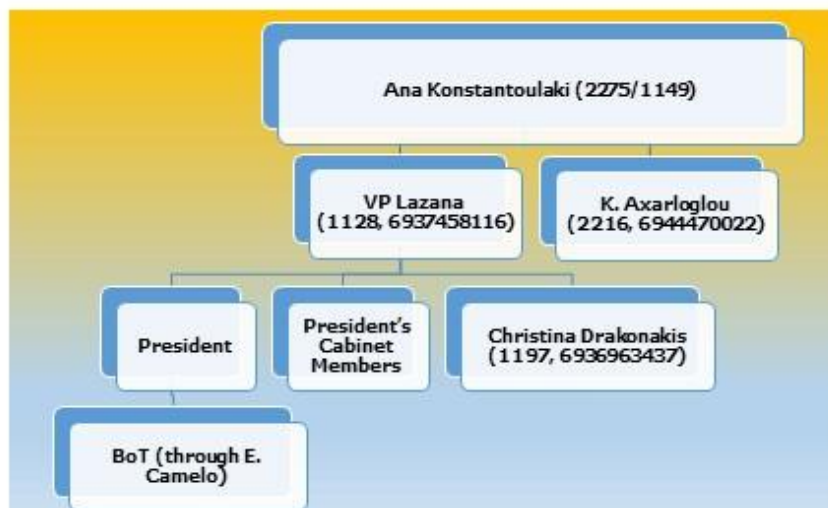 Ana Konstantoulaki (2275/1149)
VP Lazana
(1128, 6937458116)
K. Axarloglou
(2216, 6944470022)
President
President's
Cabinet
Members
Christina Drakonakis
(1197, 6936963437)
BoT (through E.
Camelo)